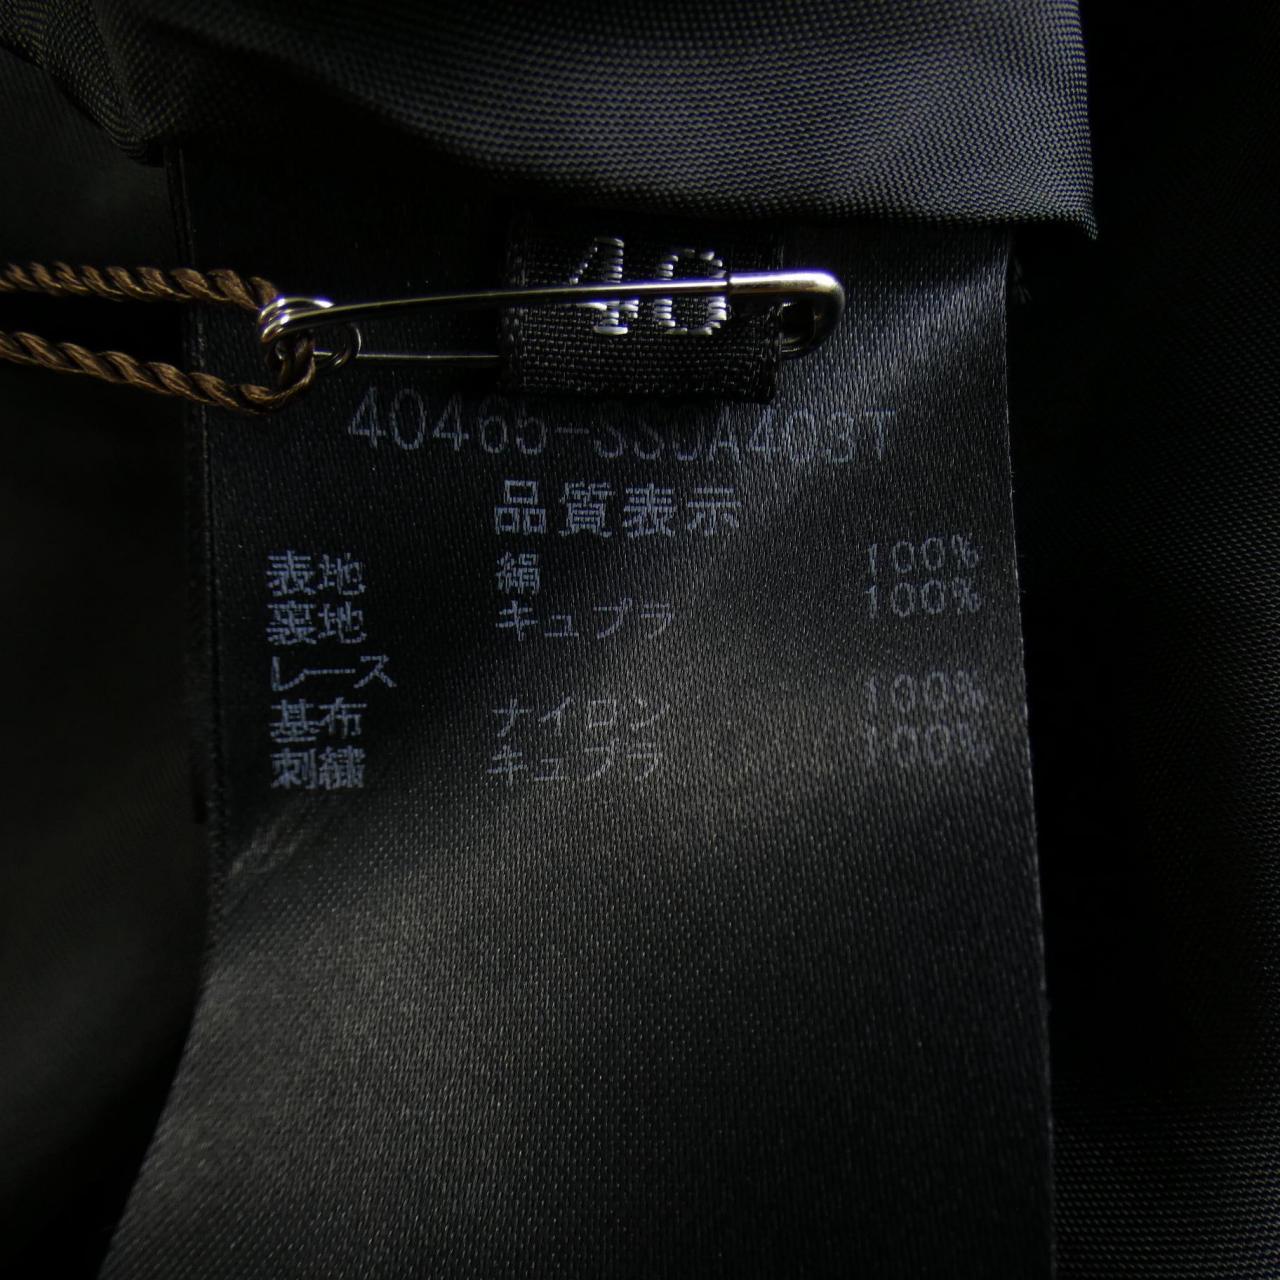 40
40465-SS0A403T
品質表示
表地 絹 100%
裏地 キュプラ 100%
レース
基布 ナイロン 100%
刺繍 キュプラ 100%